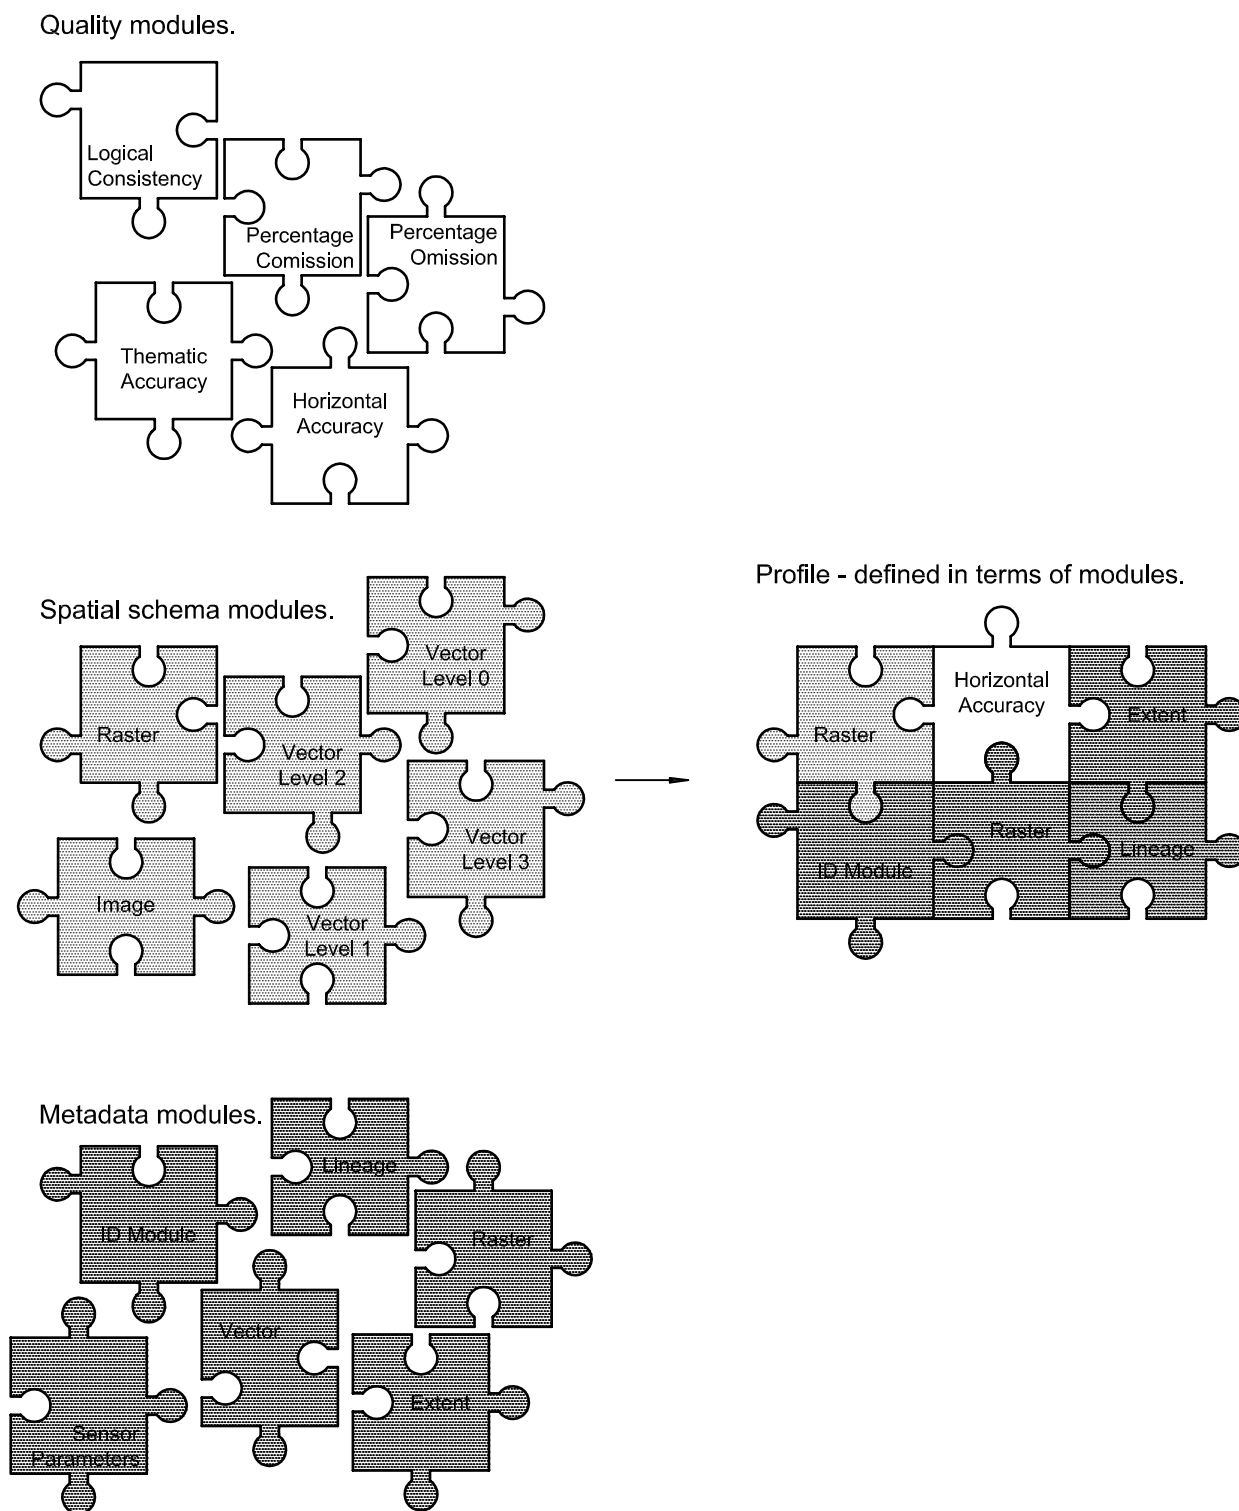 Quality modules.
Logical
Consistency
Percentage
Comission
Percentage
Omission
Thematic
Accuracy
Horizontal
Accuracy
Spatial schema modules.
Vector
Level 0
Raster
Vector
Level 2
Vector
Level 3
Image
Vector
Level 1
Profile - defined in terms of modules.
Raster
Horizontal
Accuracy
Extent
ID Module
Raster
Lineage
Metadata modules.
Lineage
ID Module
Raster
Vector
Extent
Sensor
Parameters